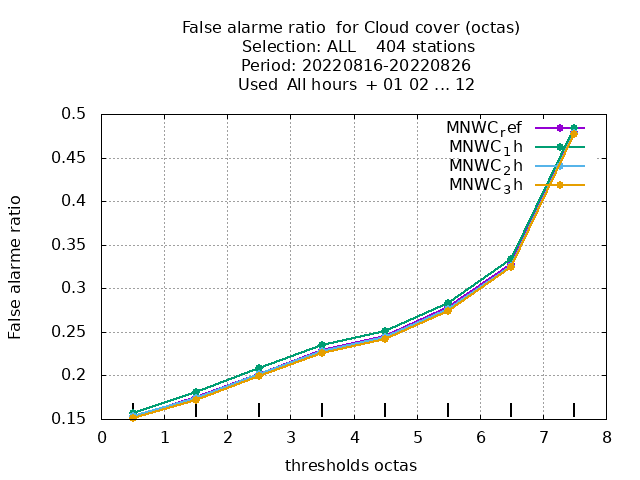 False alarme ratio  for Cloud cover (octas)
Selection: ALL    404 stations
Period: 20220816-20220826
Used  All hours  + 01 02 ... 12
MNWC_ref
MNWC_1h
MNWC_2h
MNWC_3h
0.5
0.45
0.4
0.35
0.3
0.25
0.2
0.15
False alarme ratio
0 1 2 3 4 5 6 7 8
thresholds octas